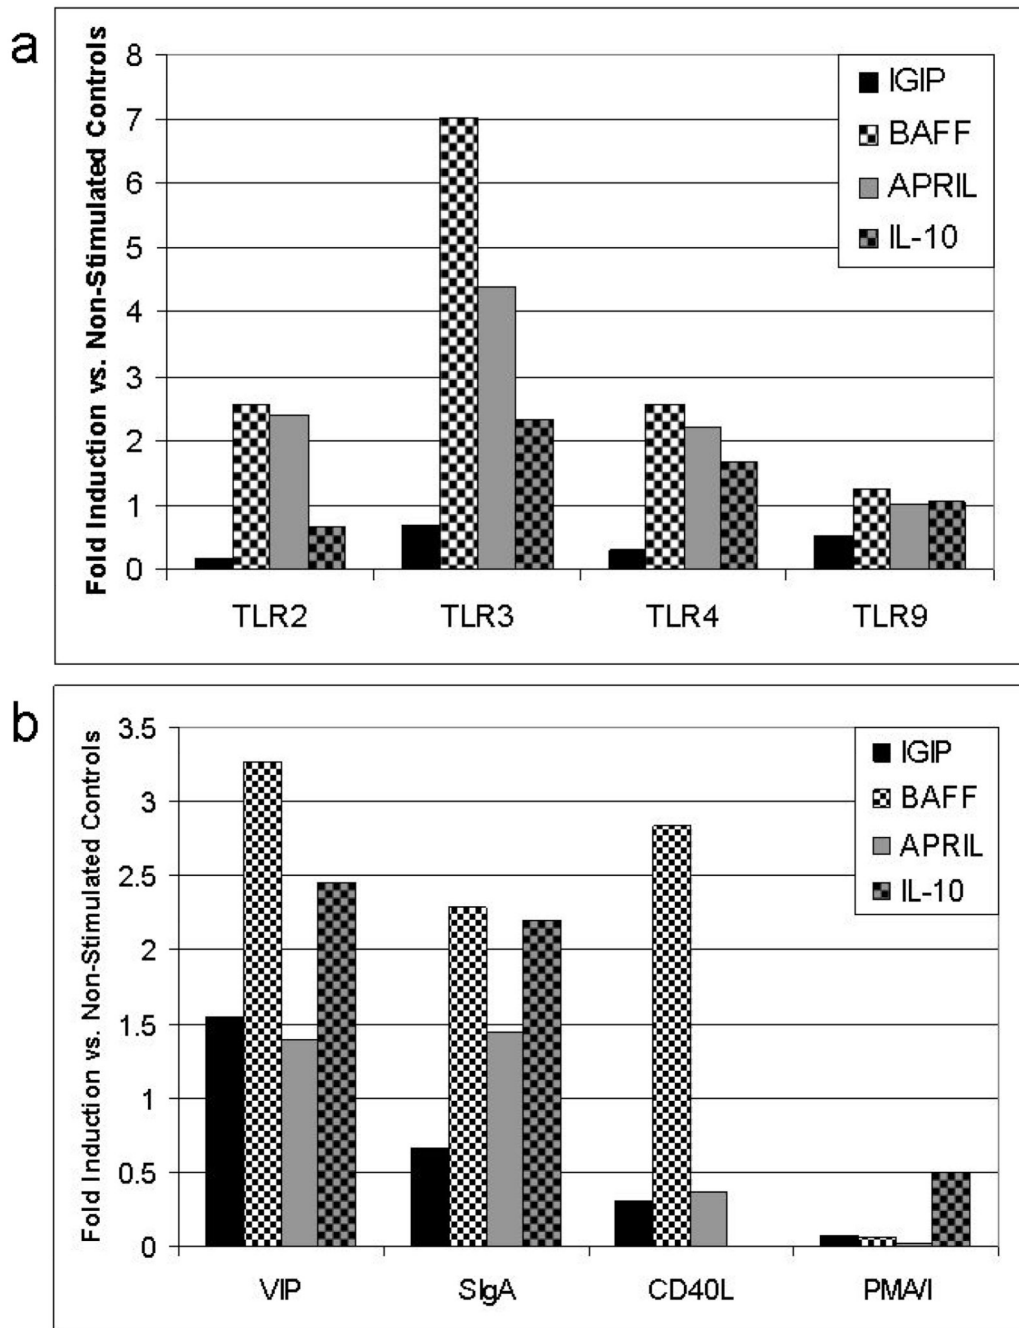 a
Fold Induction vs. Non-Stimulated Controls
8
7
6
5
4
3
2
1
0
IGIP
BAFF
APRIL
IL-10
TLR2 TLR3 TLR4 TLR9
b
Fold Induction vs. Non-Stimulated Controls
3.5
3
2.5
2
1.5
1
0.5
0
IGIP
BAFF
APRIL
IL-10
VIP SIgA CD40L PMA/I